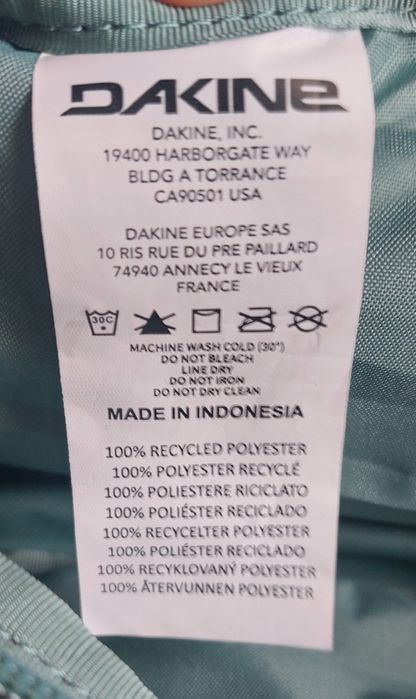 DAKINE
DAKINE, INC.
19400 HARBORGATE WAY
BLDG A TORRANCE
CA90501 USA
DAKINE EUROPE SAS
10 RIS RUE DU PRE PAILLARD
74940 ANNECY LE VIEUX
FRANCE
30C
MACHINE WASH COLD (30°)
DO NOT BLEACH
LINE DRY
DO NOT IRON
DO NOT DRY CLEAN
MADE IN INDONESIA
100% RECYCLED POLYESTER
100% POLYESTER RECYCLÉ
100% POLIESTERE RICICLATO
100% POLIÉSTER RECICLADO
100% RECYCELTER POLYESTER
100% POLIÉSTER RECICLADO
100% RECYKLOVANÝ POLYESTER
100% ÅTERVUNNEN POLYESTER